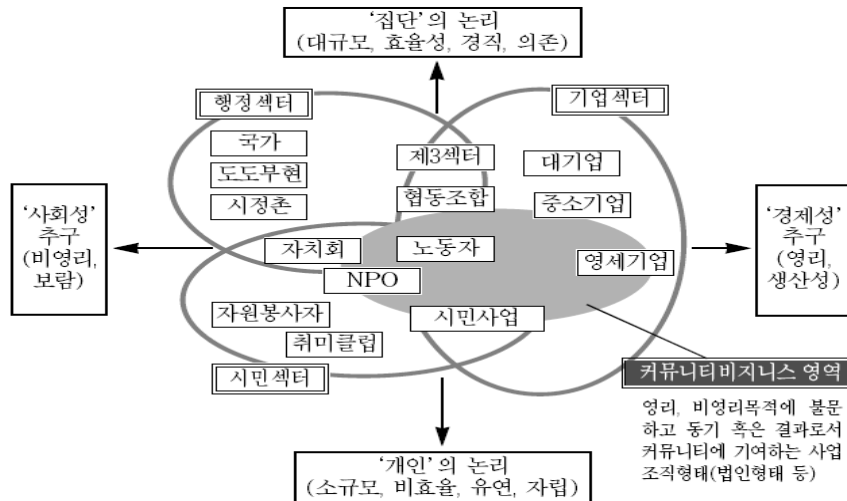 ‘집단’의 논리
(대규모, 효율성, 경직, 의존)
행정섹터
기업섹터
국가
제3섹터
대기업
도도부현
협동조합
중소기업
시정촌
‘사회성’
추구
(비영리,
보람)
‘경제성’
추구
(영리,
생산성)
자치회
노동자
영세기업
NPO
자원봉사자
시민사업
취미클럽
시민섹터
커뮤니티비지니스 영역
영리, 비영리목적에 불문
하고 동기 혹은 결과로서
커뮤니티에 기여하는 사업
조직형태(법인형태 등)
‘개인’의 논리
(소규모, 비효율, 유연, 자립)